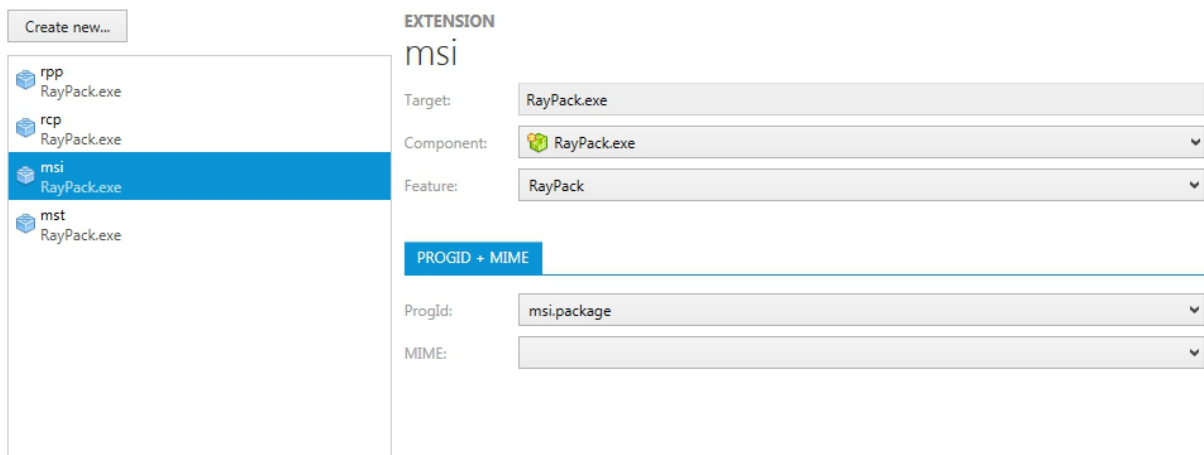 Create new...
rpp
RayPack.exe
rcp
RayPack.exe
msi
RayPack.exe
mst
RayPack.exe
EXTENSION
msi
Target: RayPack.exe
Component: RayPack.exe
Feature: RayPack
PROGID + MIME
ProgId: msi.package
MIME: